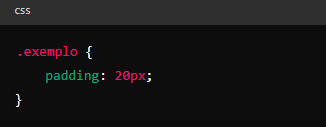 css
.exemplo {
    padding: 20px;
}